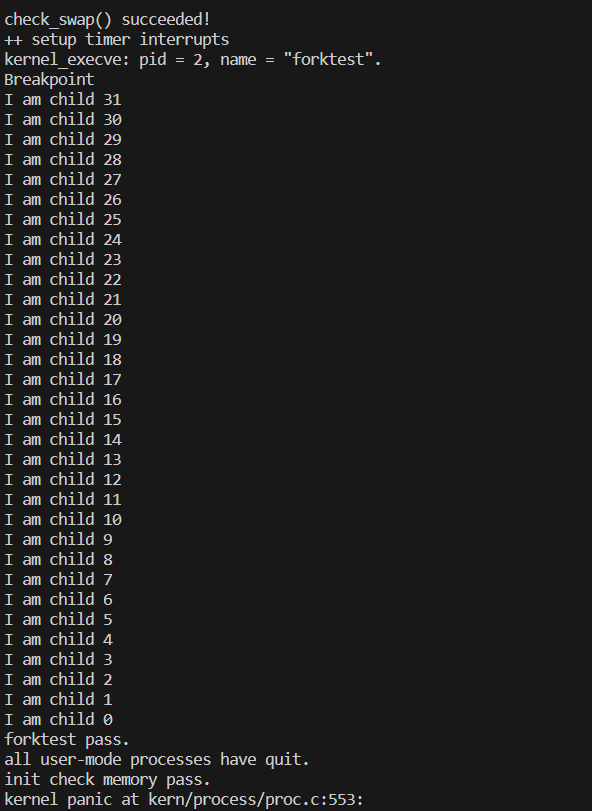 check_swap() succeeded!
++ setup timer interrupts
kernel_execve: pid = 2, name = "forktest".
Breakpoint
I am child 31
I am child 30
I am child 29
I am child 28
I am child 27
I am child 26
I am child 25
I am child 24
I am child 23
I am child 22
I am child 21
I am child 20
I am child 19
I am child 18
I am child 17
I am child 16
I am child 15
I am child 14
I am child 13
I am child 12
I am child 11
I am child 10
I am child 9
I am child 8
I am child 7
I am child 6
I am child 5
I am child 4
I am child 3
I am child 2
I am child 1
I am child 0
forktest pass.
all user-mode processes have quit.
init check memory pass.
kernel panic at kern/process/proc.c:553: